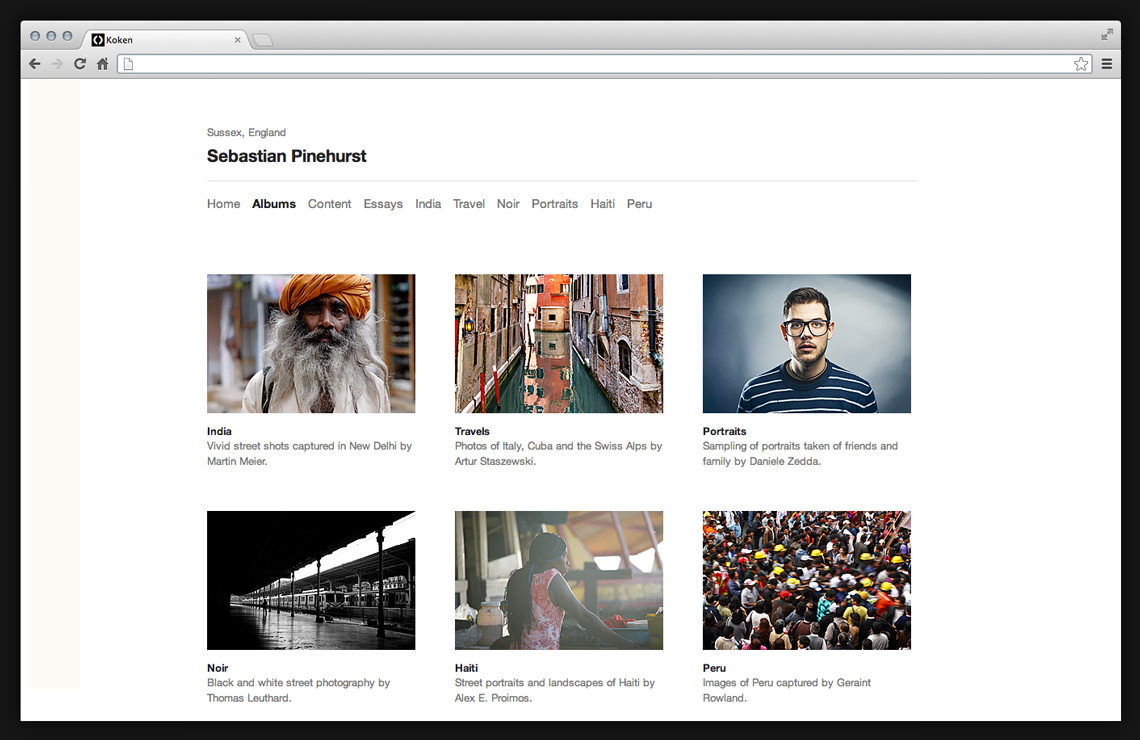 Koken
Sussex, England
Sebastian Pinehurst
Home Albums Content Essays India Travel Noir Portraits Haiti Peru
India
Vivid street shots captured in New Delhi by
Martin Meier.
Travels
Photos of Italy, Cuba and the Swiss Alps by
Artur Staszewski.
Portraits
Sampling of portraits taken of friends and
family by Daniele Zedda.
Noir
Black and white street photography by
Thomas Leuthard.
Haiti
Street portraits and landscapes of Haiti by
Alex E. Proimos.
Peru
Images of Peru captured by Geraint
Rowland.